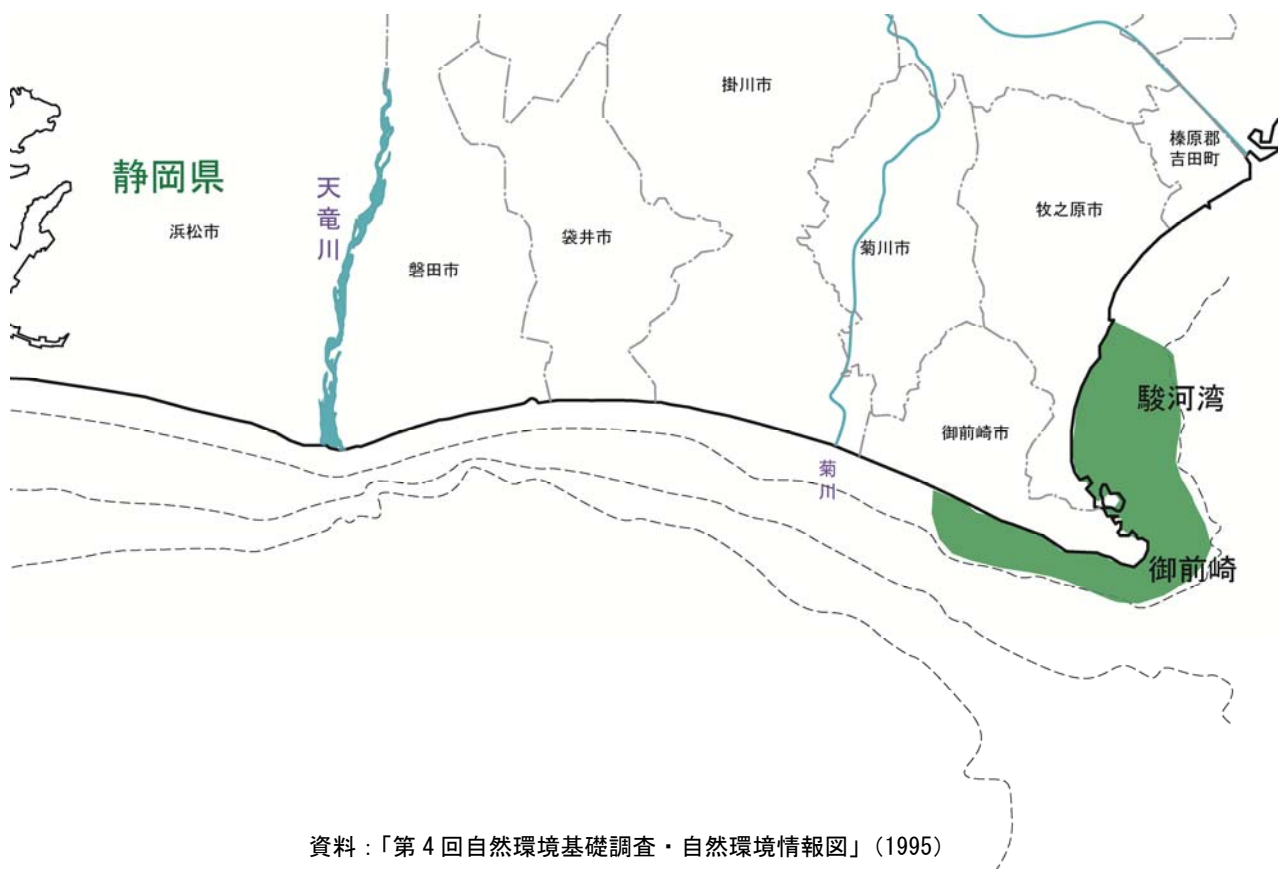 掛川市
榛原郡
吉田町
静岡県
天竜川
浜松市
磐田市
袋井市
菊川市
牧之原市
駿河湾
御前崎市
菊川
御前崎
資料：「第４回自然環境基礎調査・自然環境情報図」（1995）